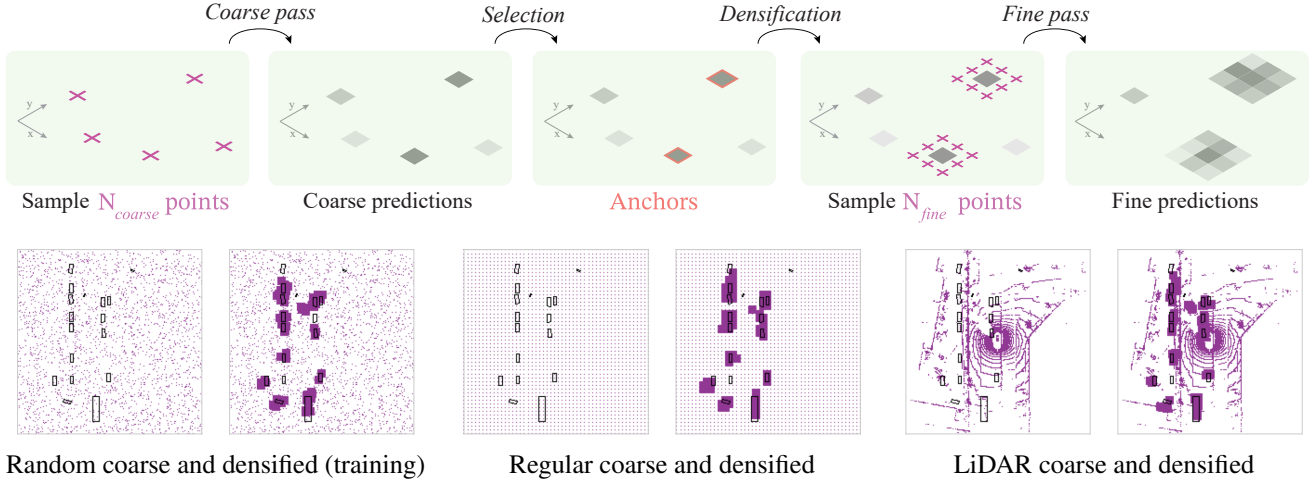 Coarse pass
Selection
Densification
Fine pass
y
x
y
x
y
x
y
x
y
x
Sample N_coarse points
Coarse predictions
Anchors
Sample N_fine points
Fine predictions
Random coarse and densified (training)
Regular coarse and densified
LiDAR coarse and densified